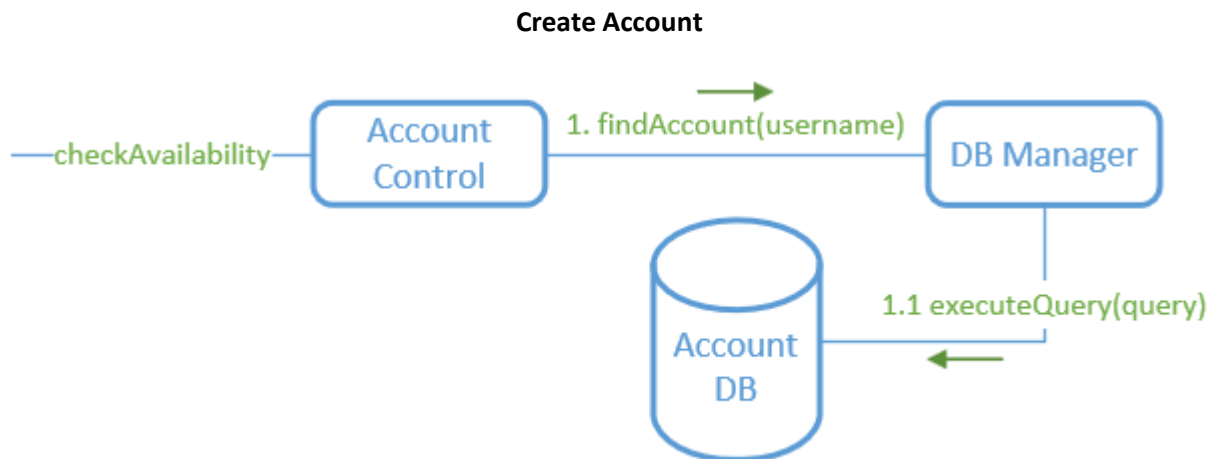 Create Account
checkAvailability
Account
Control
1. findAccount(username)
DB Manager
1.1 executeQuery(query)
Account
DB